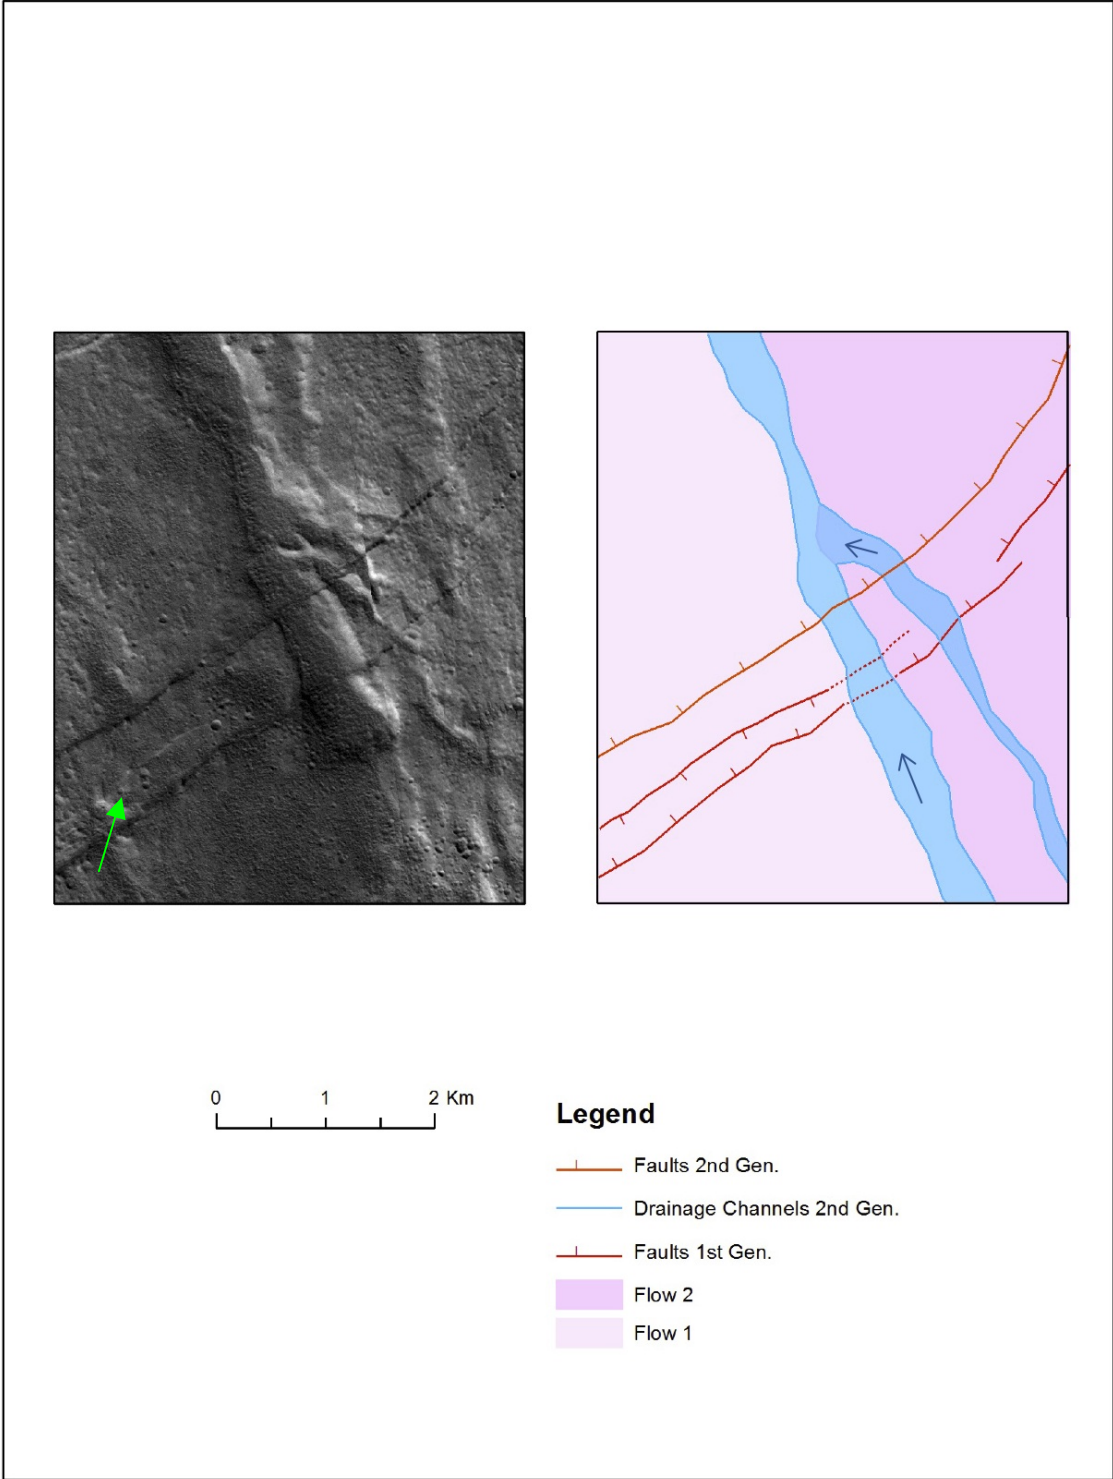 0 1 2 Km
Legend
Faults 2nd Gen.
Drainage Channels 2nd Gen.
Faults 1st Gen.
Flow 2
Flow 1